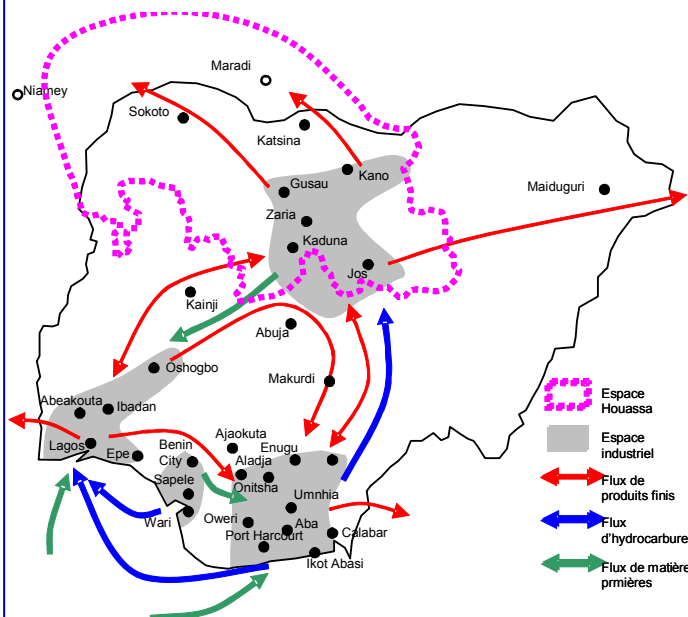 Maradi
Niamey
Sokoto
Katsina
Kano
Gusau
Maiduguri
Zaria
Kaduna
Jos
Kainji
Abuja
Oshogbo
Makurdi
Abeakouta
Ibadan
Lagos
Epe
Benin
City
Ajaokuta
Aladja
Enugu
Onitsha
Sapele
Umnhia
Wari
Oweri
Aba
Port Harcourt
Calabar
Ikot Abasi
Espace
Houassa
Espace
industriel
Flux de
produits finis
Flux
d'hydrocarbure
Flux de matière
prmières